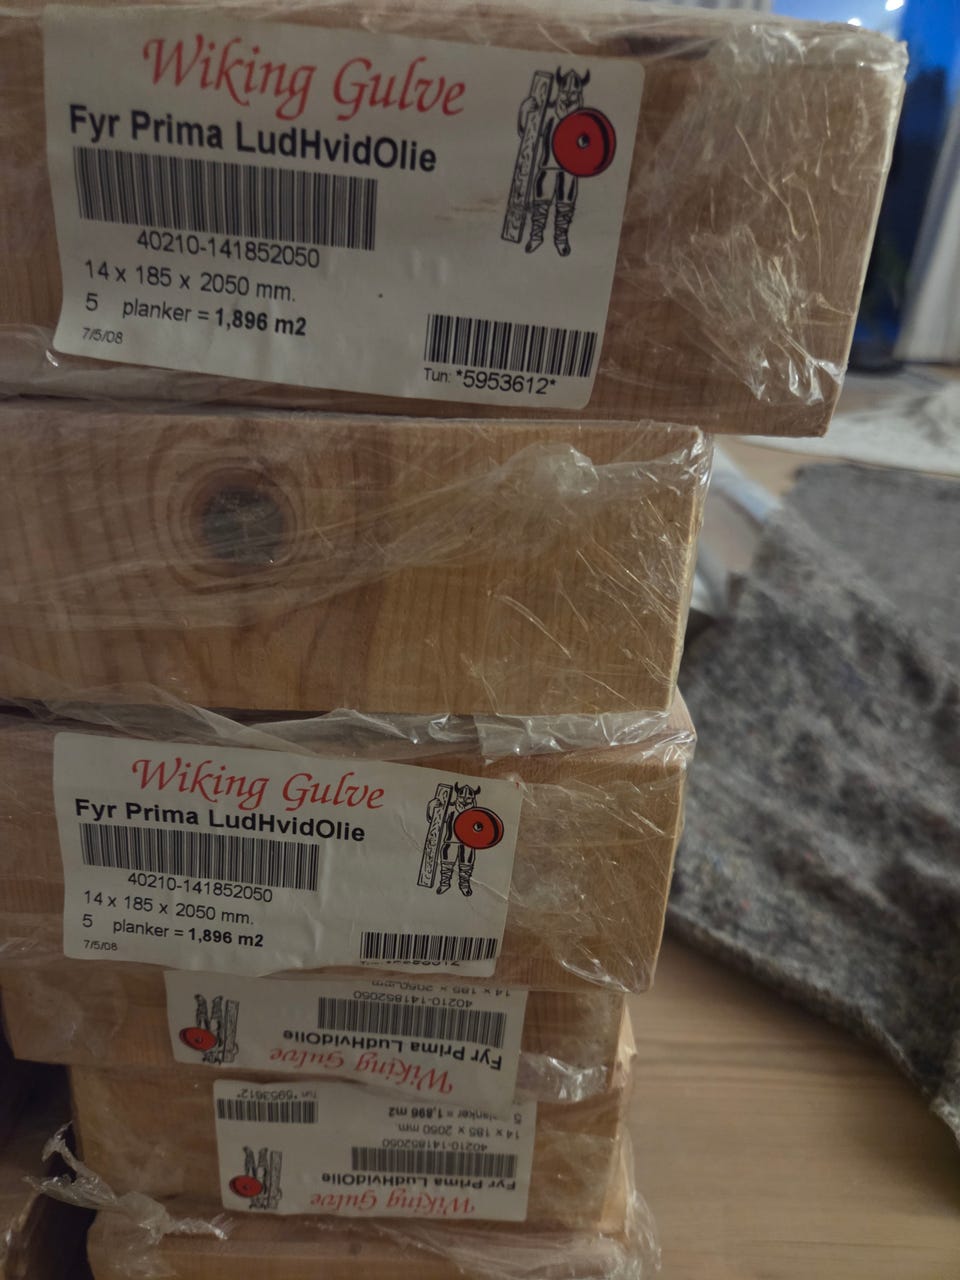 Wiking Gulve
Fyr Prima LudHvidOlie
40210-141852050
14 x 185 x 2050 mm.
5 planker = 1,896 m2
7/5/08
Tun: *5953612*
Wiking Gulve
Fyr Prima LudHvidOlie
40210-141852050
14 x 185 x 2050 mm.
5 planker = 1,896 m2
7/5/08
Wiking Gulve
Fyr Prima LudHvidOlie
40210-141852050
14 x 185 x 2050 mm.
Wiking Gulve
Fyr Prima LudHvidOlie
40210-141852050
14 x 185 x 2050 mm.
5 planker = 1,896 m2
Tun: *5953612*